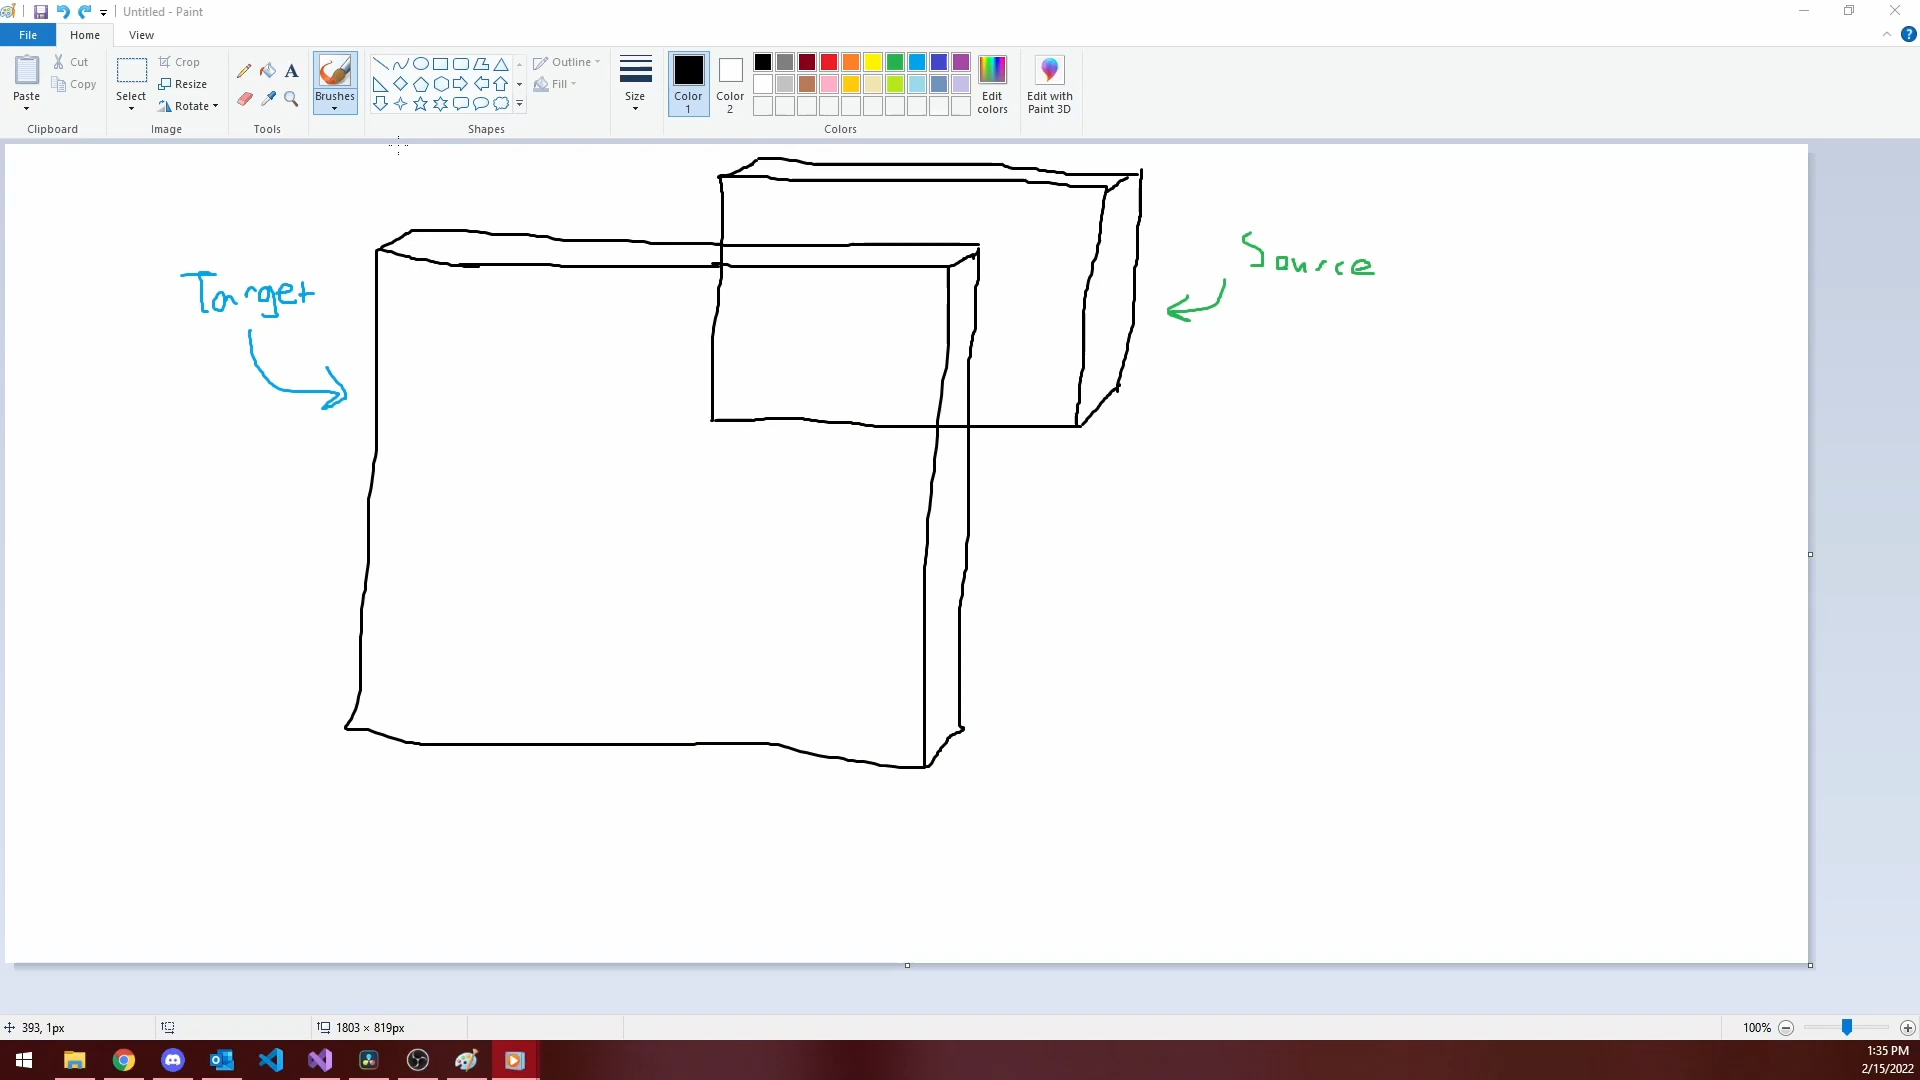 Untitled - Paint
File Home View
Paste
Cut
Copy
Clipboard
Select
Crop
Resize
Rotate
Image
A
Tools
Brushes
Outline
Fill
Shapes
Size
Color 1
Color 2
Edit colors
Colors
Edit with Paint 3D
Source
Target
393, 1px
1803 × 819px
100%
1:35 PM
2/15/2022